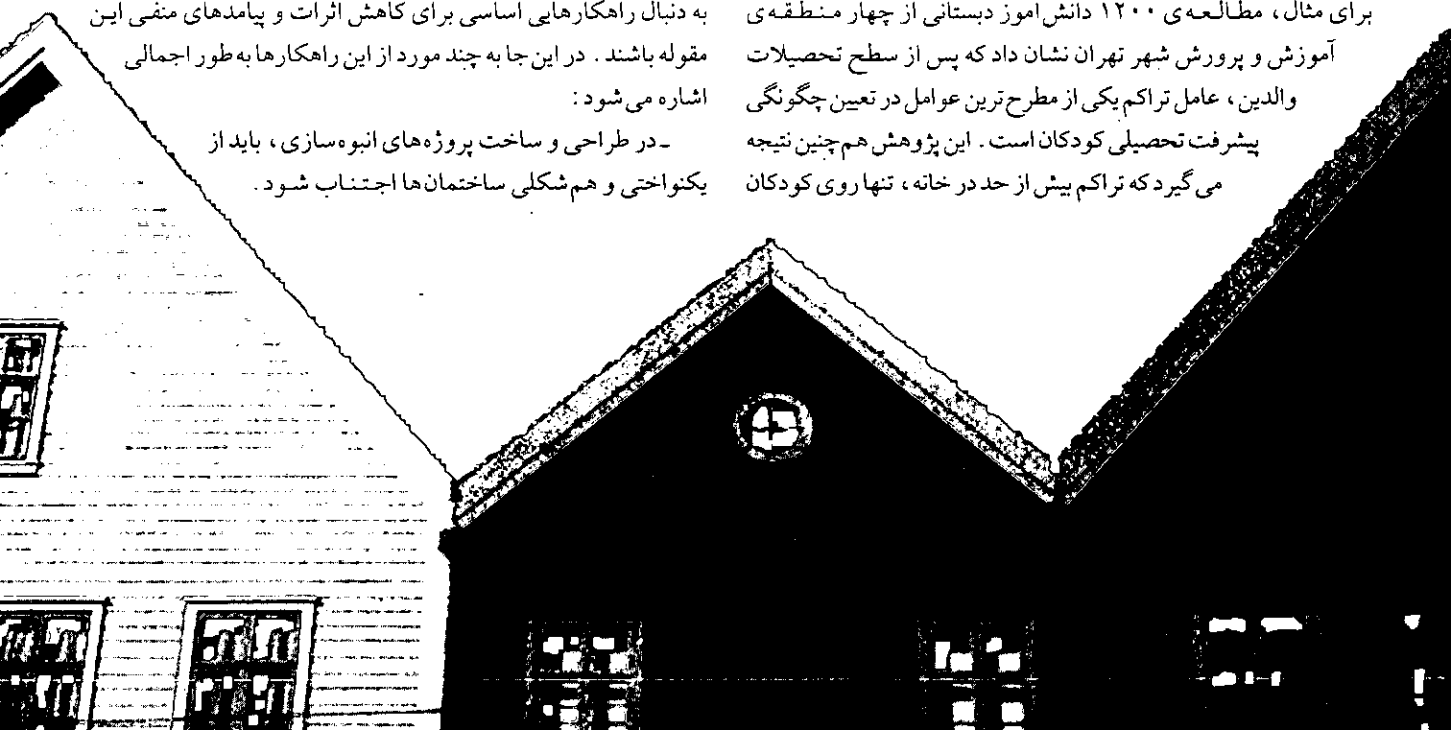 برای مثال، مطالعه‌ی ۱۲۰۰ دانش‌آموز دبستانی از چهار منطقه‌ی
آموزش و پرورش شهر تهران نشان داد که پس از سطح تحصیلات
والدین، عامل تراکم یکی از مطرح‌ترین عوامل در تعیین چگونگی
پیشرفت تحصیلی کودکان است. این پژوهش هم‌چنین نتیجه
می‌گیرد که تراکم بیش از حد در خانه، تنها روی کودکان
به دنبال راهکارهایی اساسی برای کاهش اثرات و پیامدهای منفی این
مقوله باشند. در این‌جا به چند مورد از این راهکارها به‌طور اجمالی
اشاره می‌شود:
ـ در طراحی و ساخت پروژه‌های انبوه‌سازی، باید از
یکنواختی و هم‌شکلی ساختمان‌ها اجتناب شود.